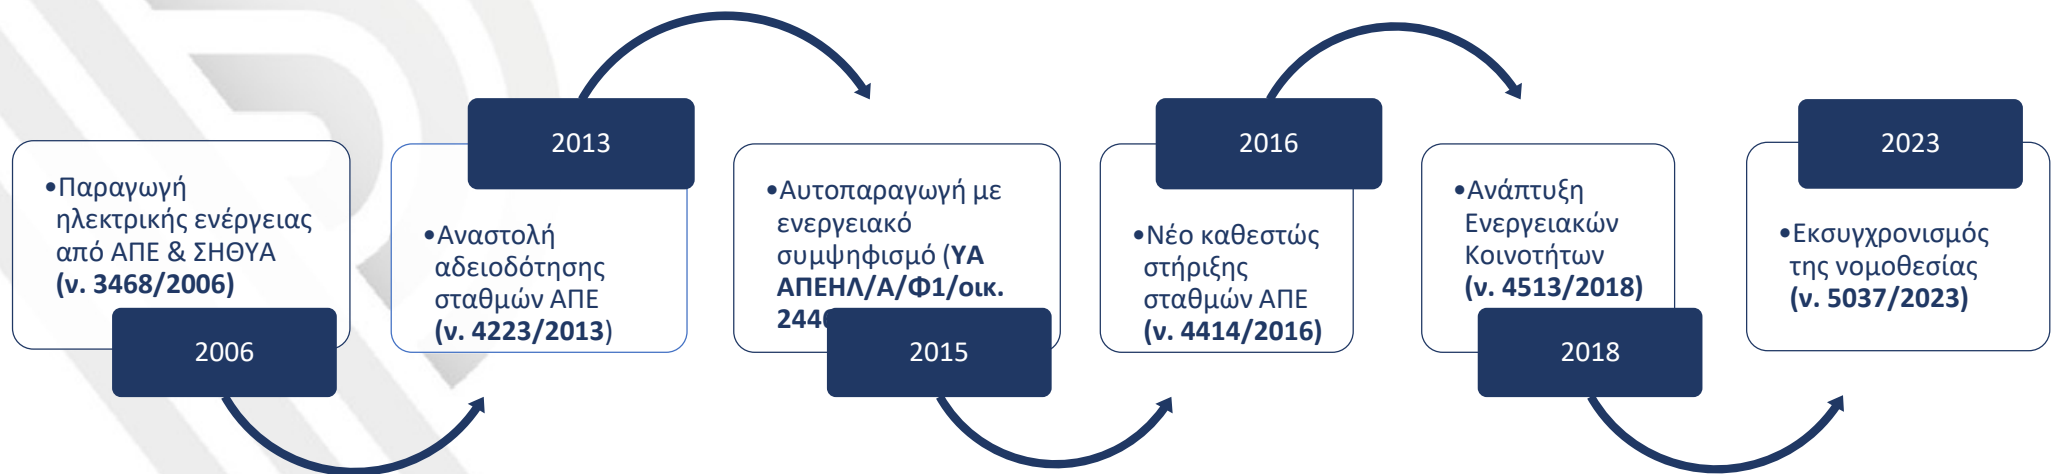 •Παραγωγή
ηλεκτρικής ενέργειας
από ΑΠΕ & ΣΗΘΥΑ
(ν. 3468/2006)
2006
2013
•Αναστολή
αδειοδότησης
σταθμών ΑΠΕ
(ν. 4223/2013)
•Αυτοπαραγωγή με
ενεργειακό
συμψηφισμό (ΥΑ
ΑΠΕΗΛ/Α/Φ1/οικ.
2015
2016
•Νέο καθεστώς
στήριξης
σταθμών ΑΠΕ
(ν. 4414/2016)
•Ανάπτυξη
Ενεργειακών
Κοινοτήτων
(ν. 4513/2018)
2018
2023
•Εκσυγχρονισμός
της νομοθεσίας
(ν. 5037/2023)